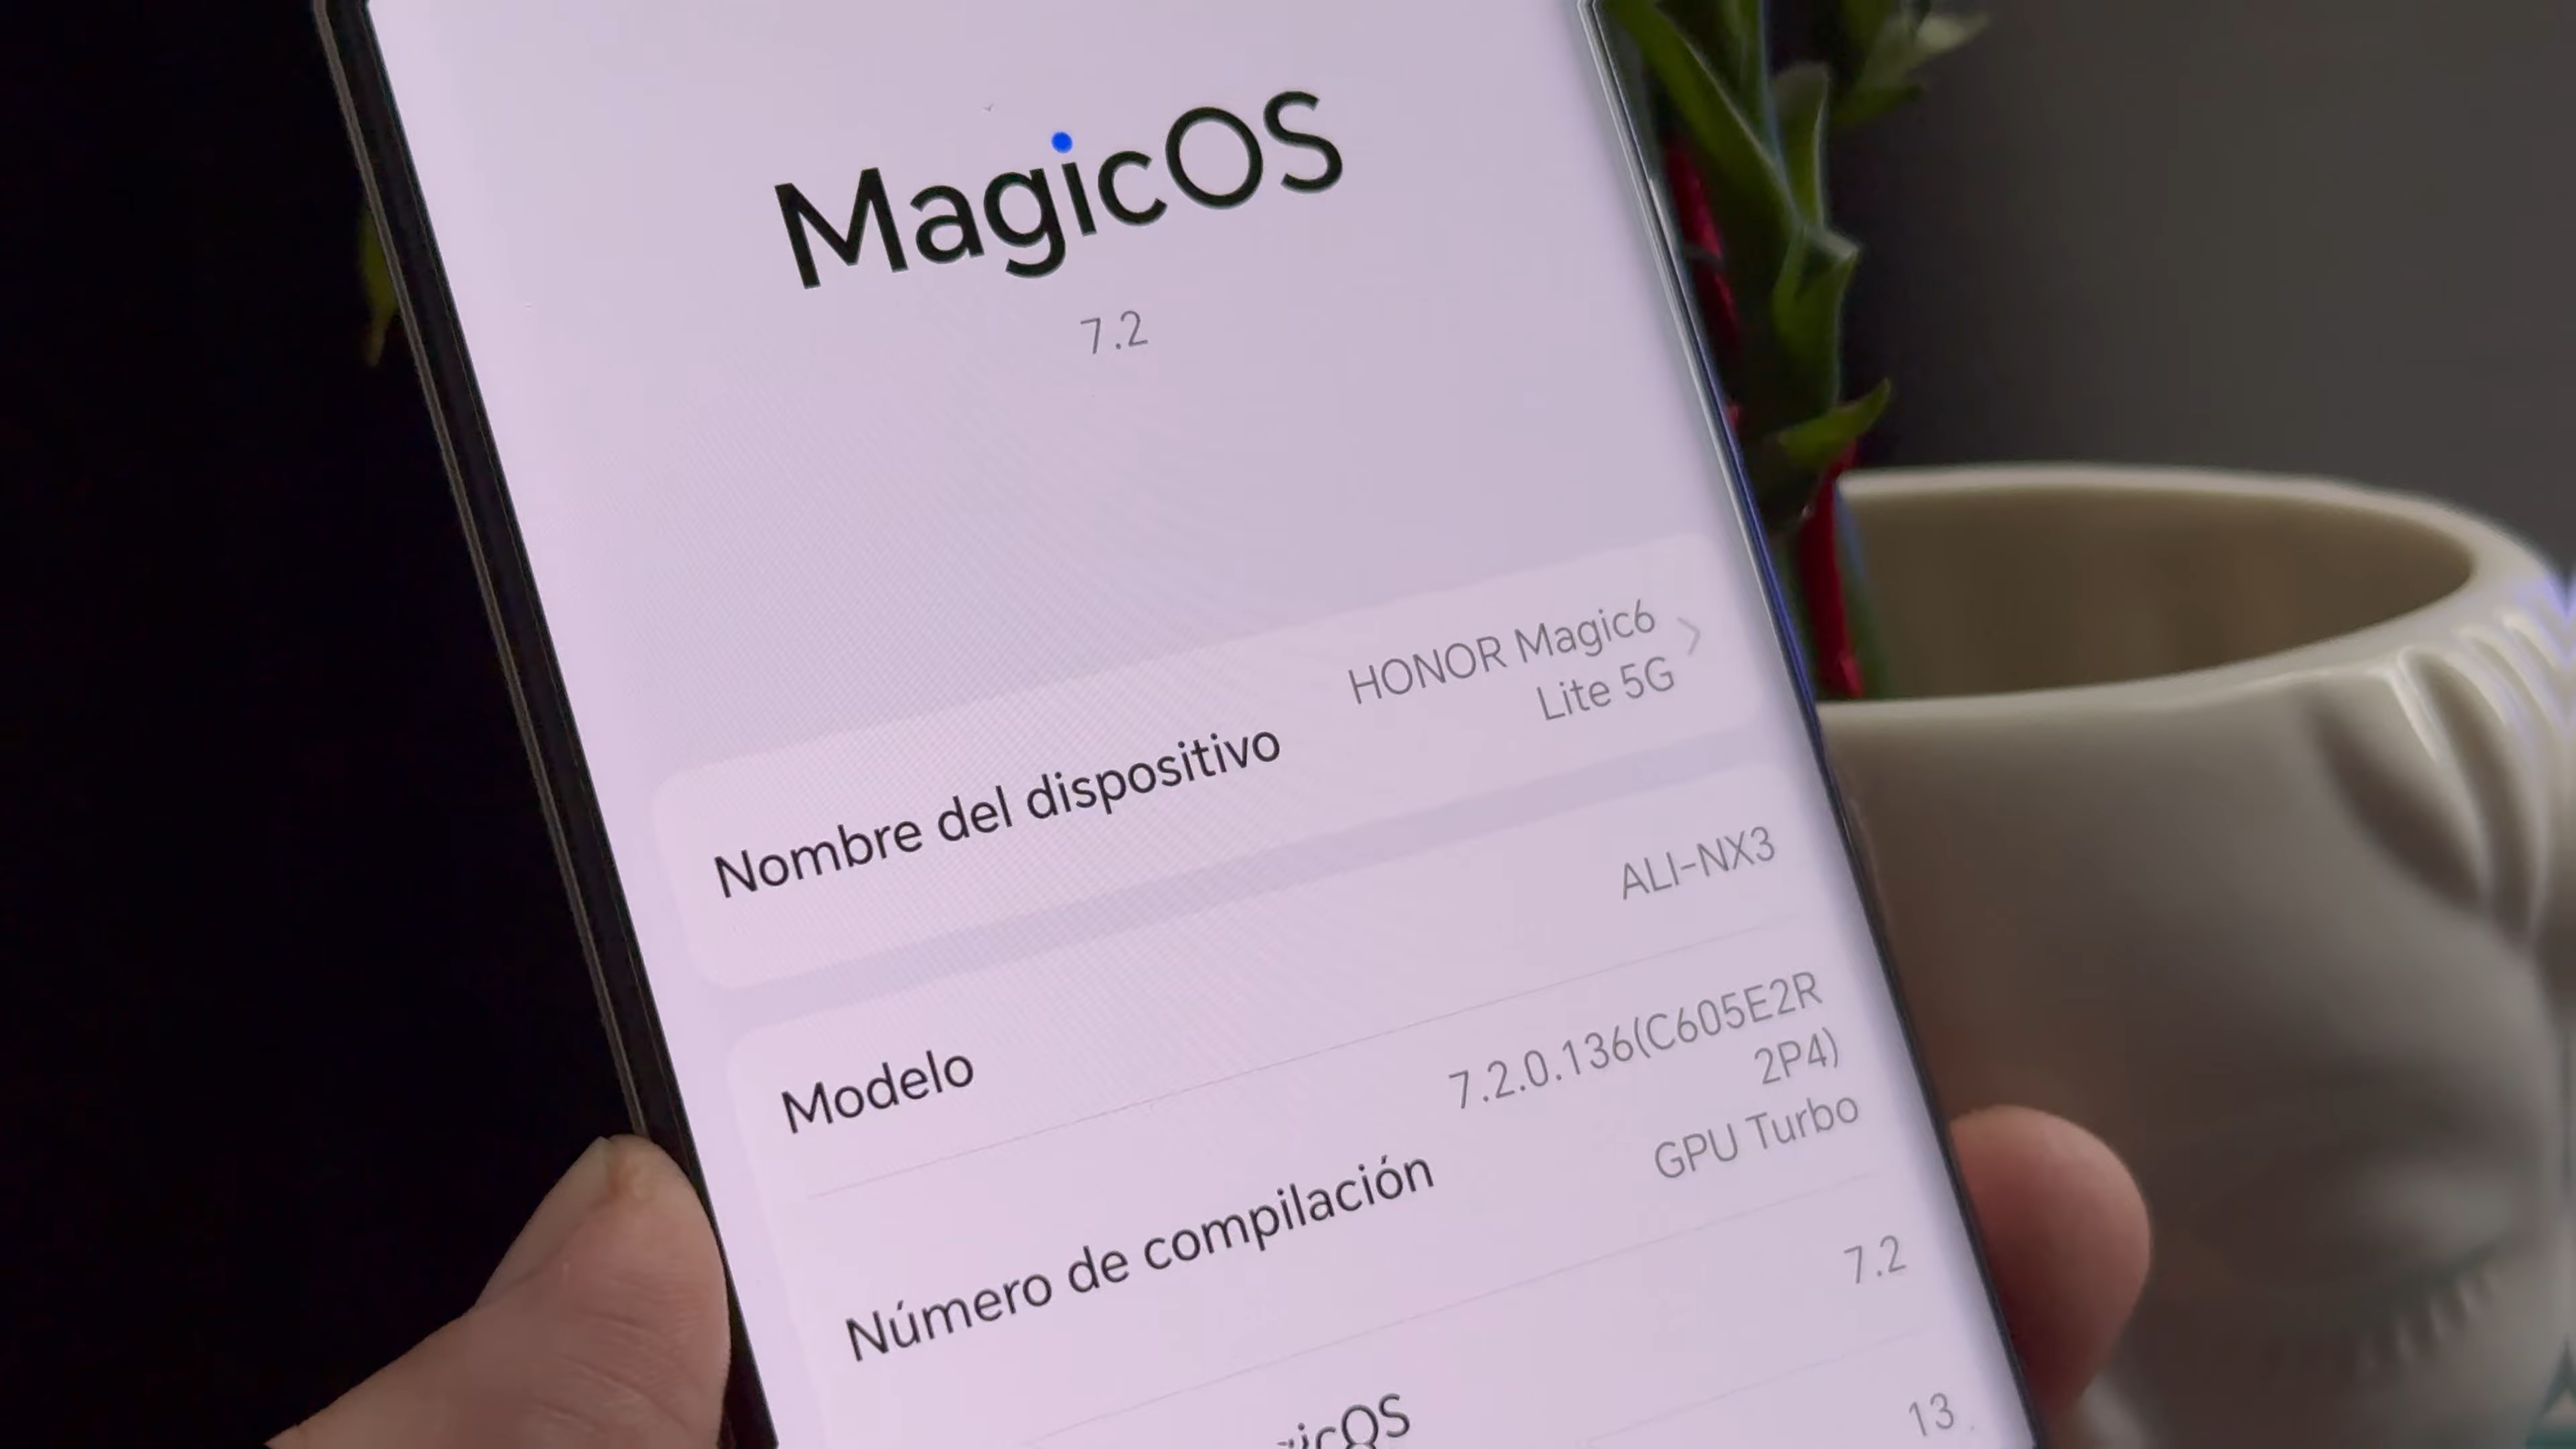 MagicOS
7.2
Nombre del dispositivo
HONOR Magic6
Lite 5G
Modelo
ALI-NX3
Número de compilación
7.2.0.136(C605E2R
2P4)
GPU Turbo
7.2
13